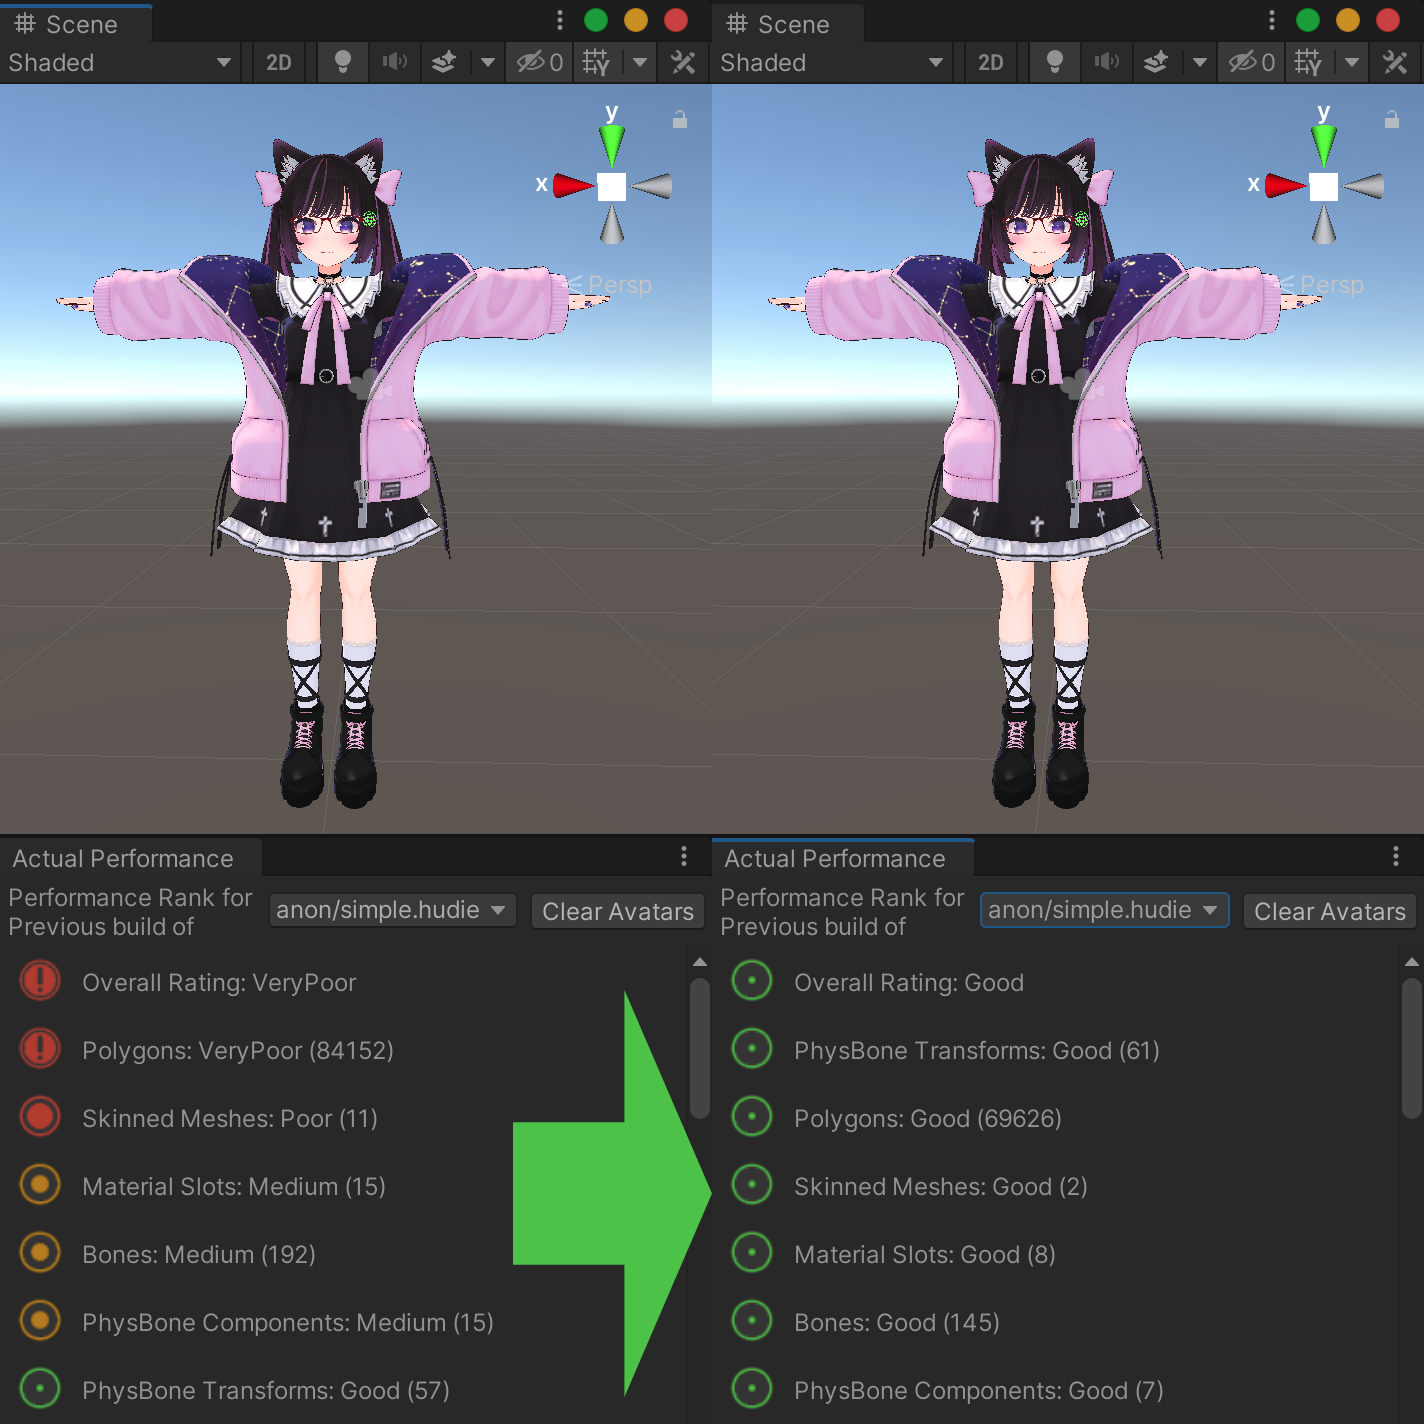 Scene
Shaded
2D
0
y
x
Persp
Actual Performance
Performance Rank for
Previous build of
anon/simple.hudie
Clear Avatars
Overall Rating: VeryPoor
Polygons: VeryPoor (84152)
Skinned Meshes: Poor (11)
Material Slots: Medium (15)
Bones: Medium (192)
PhysBone Components: Medium (15)
PhysBone Transforms: Good (57)
Scene
Shaded
2D
0
y
x
Persp
Actual Performance
Performance Rank for
Previous build of
anon/simple.hudie
Clear Avatars
Overall Rating: Good
PhysBone Transforms: Good (61)
Polygons: Good (69626)
Skinned Meshes: Good (2)
Material Slots: Good (8)
Bones: Good (145)
PhysBone Components: Good (7)